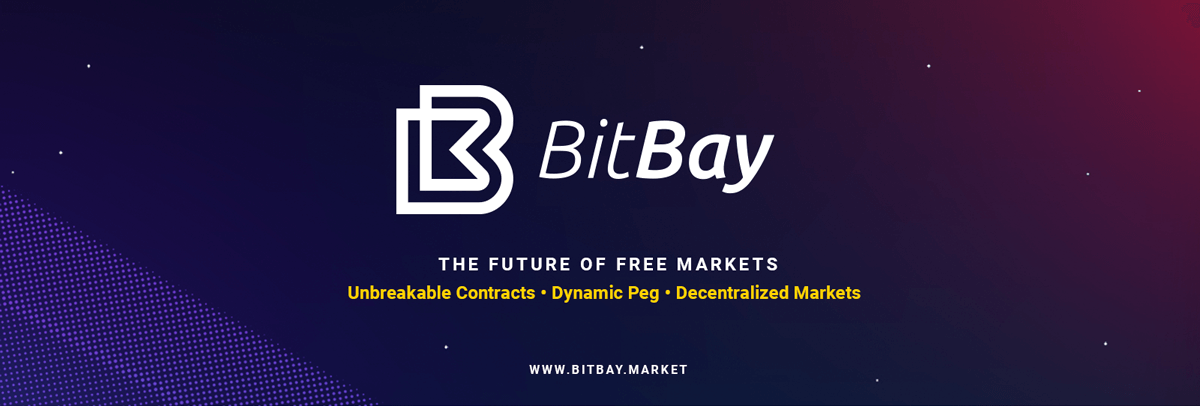 BitBay
THE FUTURE OF FREE MARKETS
Unbreakable Contracts • Dynamic Peg • Decentralized Markets
WWW.BITBAY.MARKET